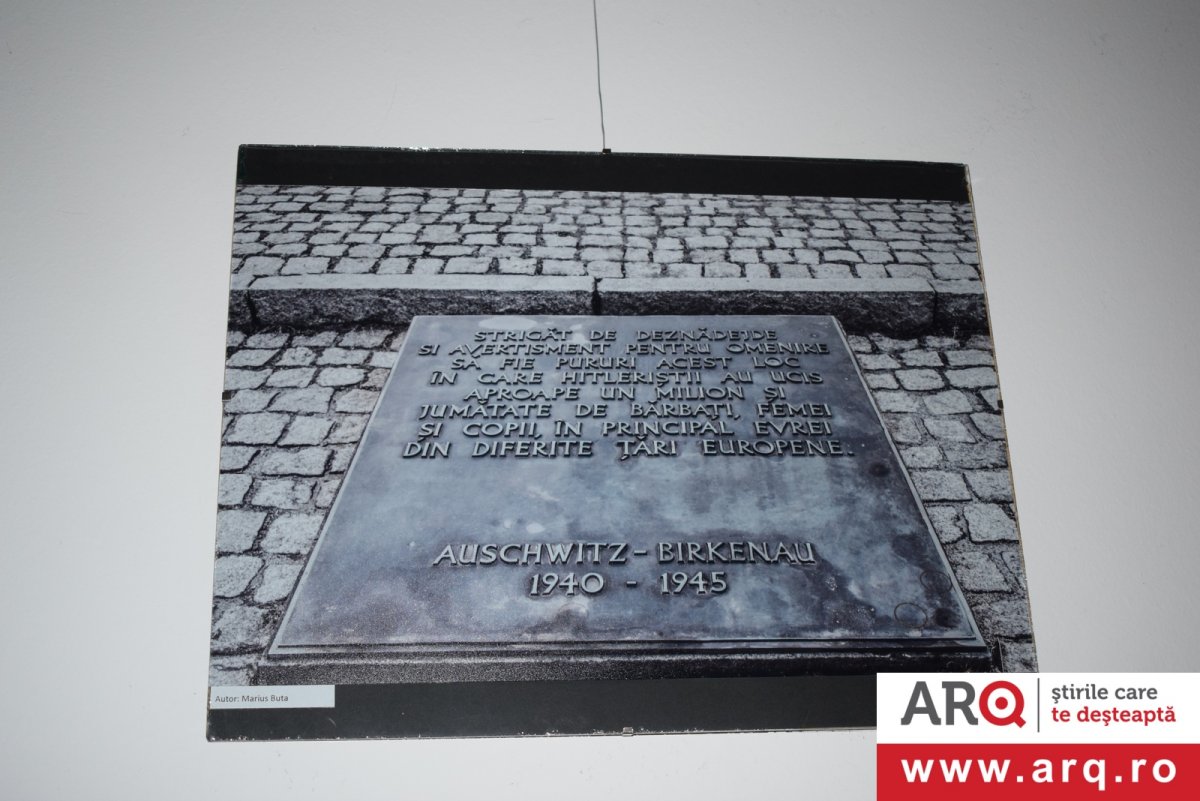 STRIGĂT DE DEZNĂDEJDE
SI AVERTISMENT PENTRU OMENIRE
SĂ FIE PURURI ACEST LOC
ÎN CARE HITLERIȘTII AU UCIS
APROAPE UN MILION ȘI
JUMĂTATE DE BĂRBAȚI, FEMEI
ȘI COPII, ÎN PRINCIPAL EVREI
DIN DIFERITE ȚĂRI EUROPENE.
AUSCHWITZ - BIRKENAU
1940 - 1945
Autor: Marius Buta
ARQ
știrile care
te deșteaptă
www.arq.ro